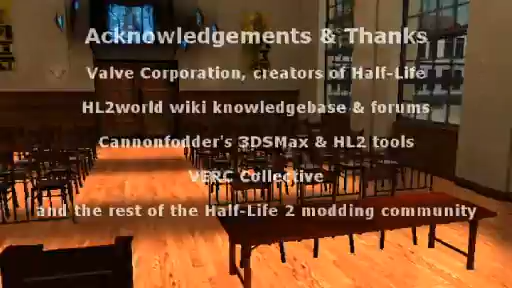 Acknowledgements & Thanks
Valve Corporation, creators of Half-Life
HL2world wiki knowledgebase & forums
Cannonfodder's 3DSMax & HL2 tools
VERC Collective
and the rest of the Half-Life 2 modding community